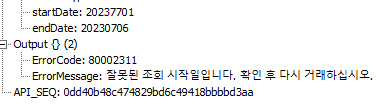 startDate: 20237701
endDate: 20230706
Output {} (2)
ErrorCode: 80002311
ErrorMessage: 잘못된 조회 시작일입니다. 확인 후 다시 거래하십시오.
API_SEQ: 0dd40b48c474829bd6c49418bbbbd3aa